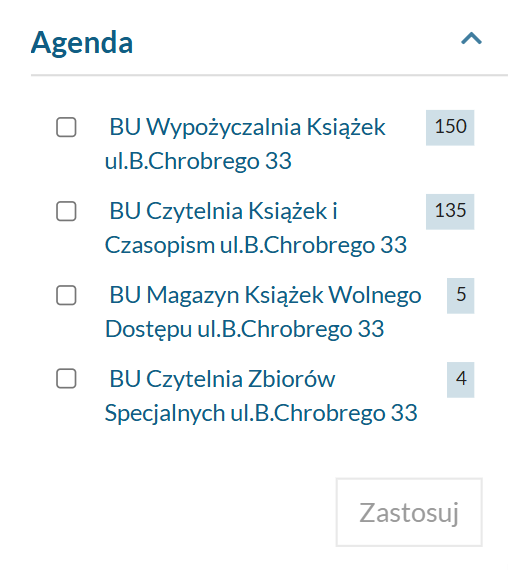 Agenda
BU Wypożyczalnia Książek 150
ul.B.Chrobrego 33
BU Czytelnia Książek i 135
Czasopism ul.B.Chrobrego 33
BU Magazyn Książek Wolnego 5
Dostępu ul.B.Chrobrego 33
BU Czytelnia Zbiorów 4
Specjalnych ul.B.Chrobrego 33
Zastosuj